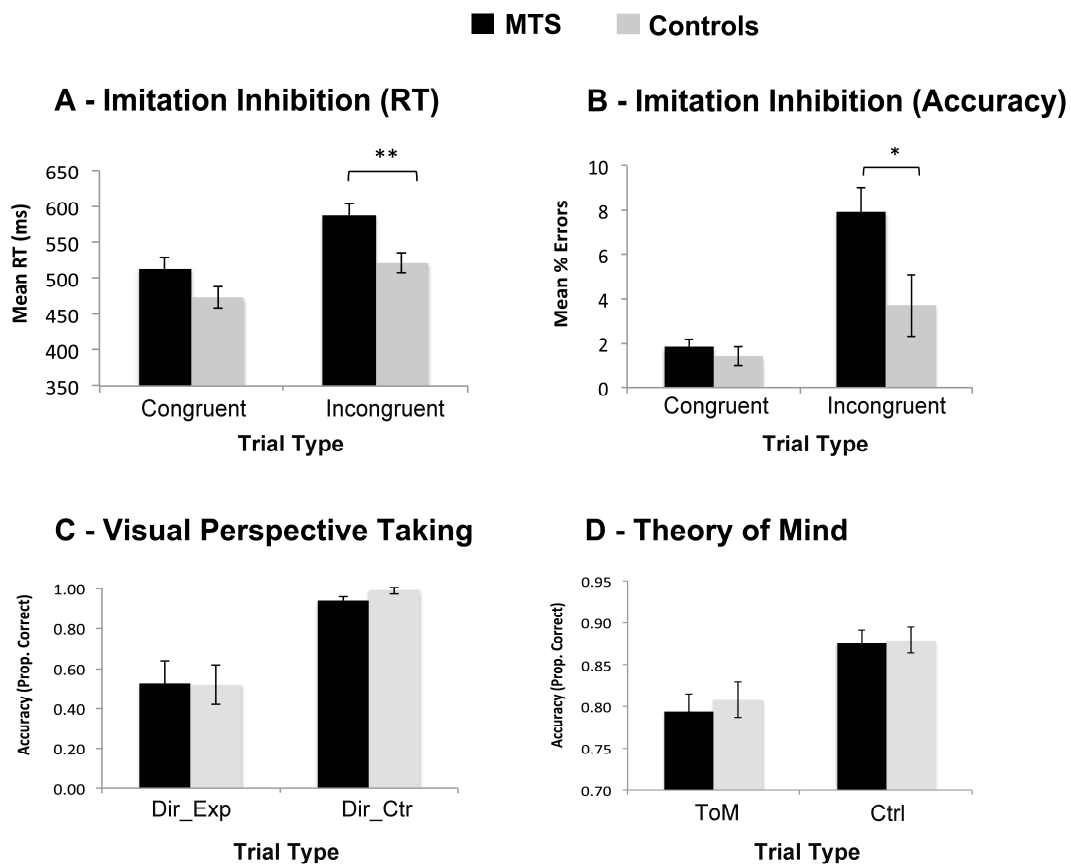 MTS Controls
A - Imitation Inhibition (RT)
**
650
600
550
500
450
400
350
Mean RT (ms)
Congruent Incongruent
Trial Type
B - Imitation Inhibition (Accuracy)
*
10
8
6
4
2
0
Mean % Errors
Congruent Incongruent
Trial Type
C - Visual Perspective Taking
1.00
0.80
0.60
0.40
0.20
0.00
Accuracy (Prop. Correct)
Dir_Exp Dir_Ctr
Trial Type
D - Theory of Mind
0.95
0.90
0.85
0.80
0.75
0.70
Accuracy (Prop. Correct)
ToM Ctrl
Trial Type